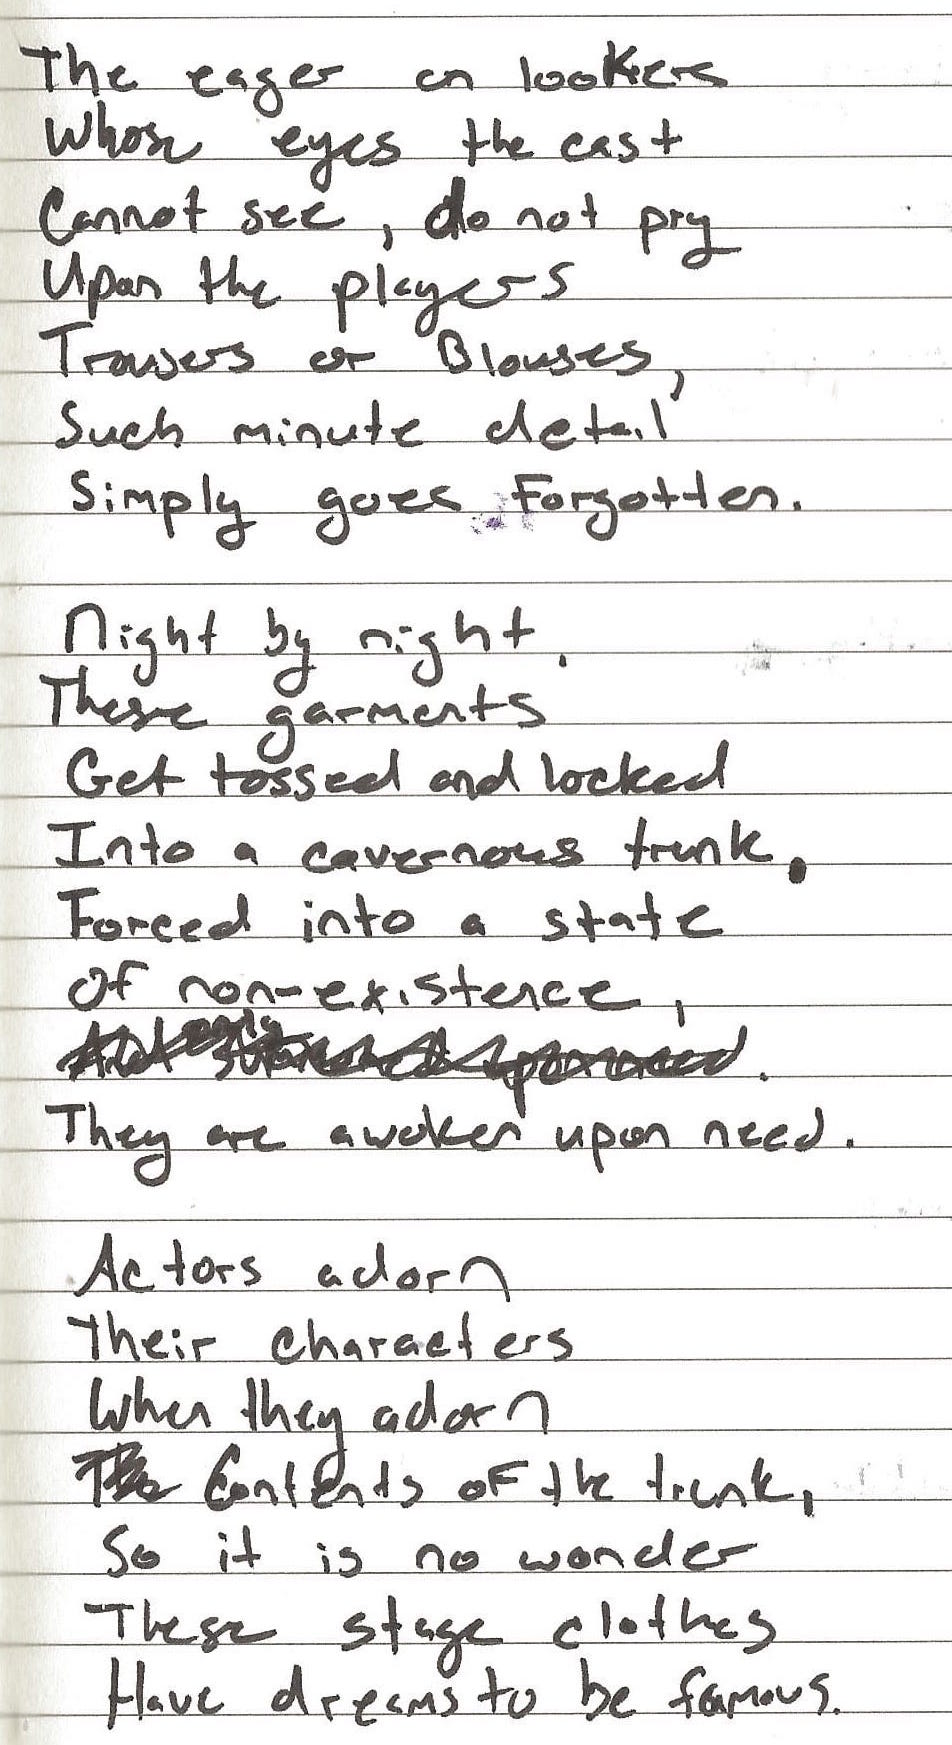 The eager on lookers
Whose eyes the cast
Cannot see, do not pry
Upon the players
Trousers or Blouses,
Such minute detail
Simply goes Forgotten.
Night by night,
These garments
Get tossed and locked
Into a cavernous trunk.
Forced into a state
Of non-existence,
They are awoken upon need.
Actors adorn
Their characters
When they adorn
Contents of the trunk,
So it is no wonder
These stage clothes
Have dreams to be famous.